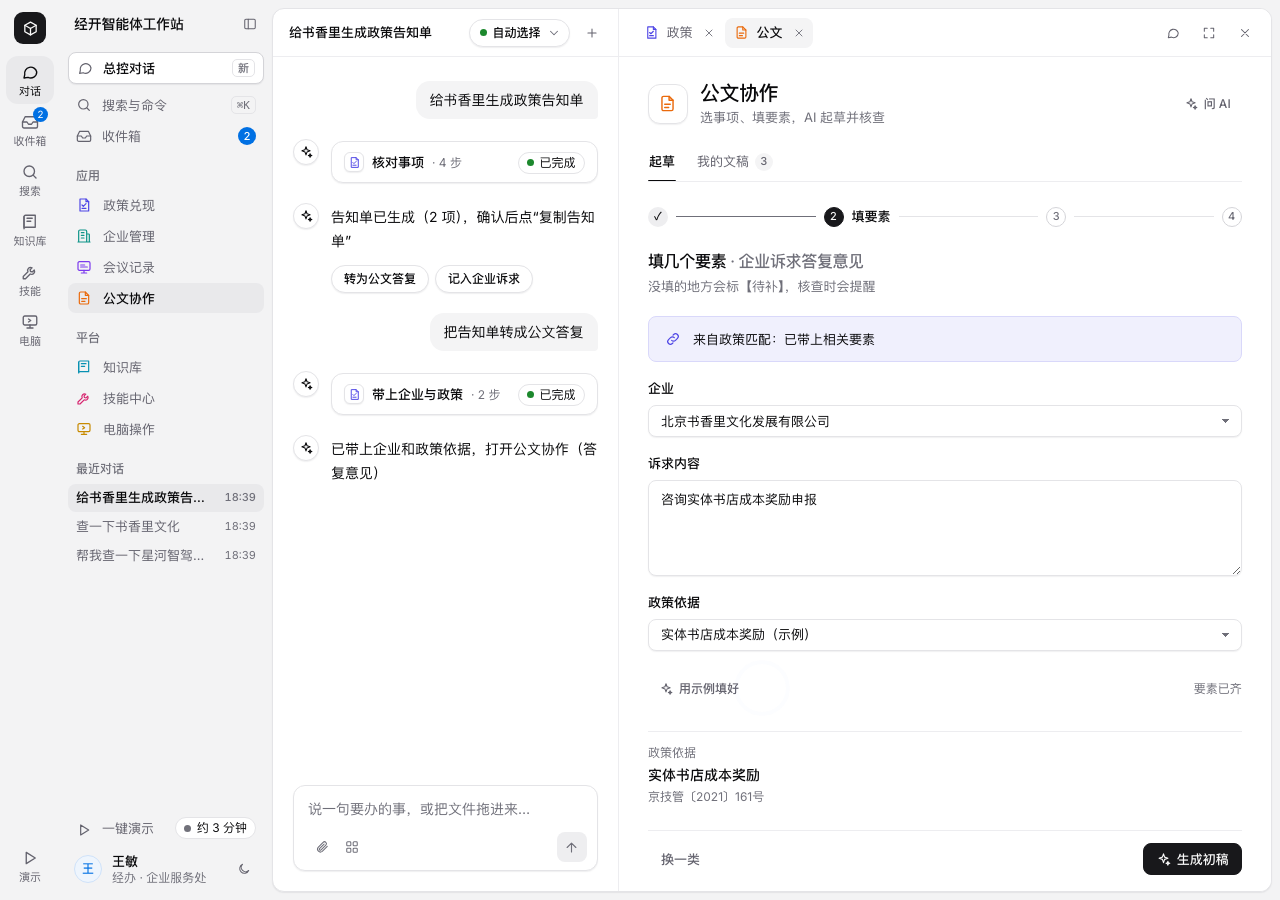 对话
2
收件箱
搜索
知识库
技能
电脑
演示
经开智能体工作站
总控对话
新
搜索与命令
⌘K
收件箱
2
应用
政策兑现
企业管理
会议记录
公文协作
平台
知识库
技能中心
电脑操作
最近对话
给书香里生成政策告... 18:39
查一下书香里文化 18:39
帮我查一下星河智驾... 18:39
一键演示
约 3 分钟
王
王敏
经办 · 企业服务处
给书香里生成政策告知单
自动选择
给书香里生成政策告知单
核对事项 · 4 步 已完成
告知单已生成（2 项），确认后点“复制告知
单”
转为公文答复
记入企业诉求
把告知单转成公文答复
带上企业与政策 · 2 步 已完成
已带上企业和政策依据，打开公文协作（答
复意见）
说一句要办的事，或把文件拖进来...
政策
公文
公文协作
选事项、填要素，AI 起草并核查
问 AI
起草
我的文稿 3
2 填要素 3 4
填几个要素 · 企业诉求答复意见
没填的地方会标【待补】，核查时会提醒
来自政策匹配：已带上相关要素
企业
北京书香里文化发展有限公司
诉求内容
咨询实体书店成本奖励申报
政策依据
实体书店成本奖励（示例）
用示例填好
要素已齐
政策依据
实体书店成本奖励
京技管〔2021〕161号
换一类
生成初稿